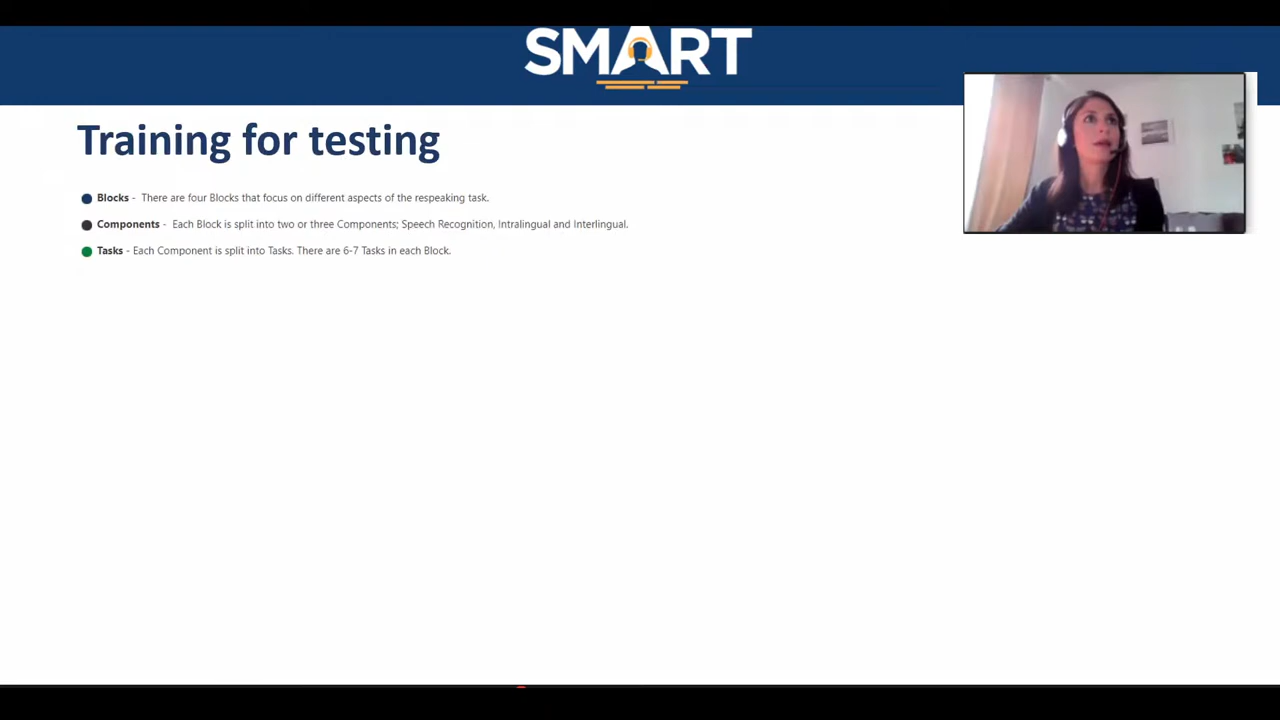 SMART
Training for testing
Blocks - There are four Blocks that focus on different aspects of the respeaking task.
Components - Each Block is split into two or three Components; Speech Recognition, Intralingual and Interlingual.
Tasks - Each Component is split into Tasks. There are 6-7 Tasks in each Block.